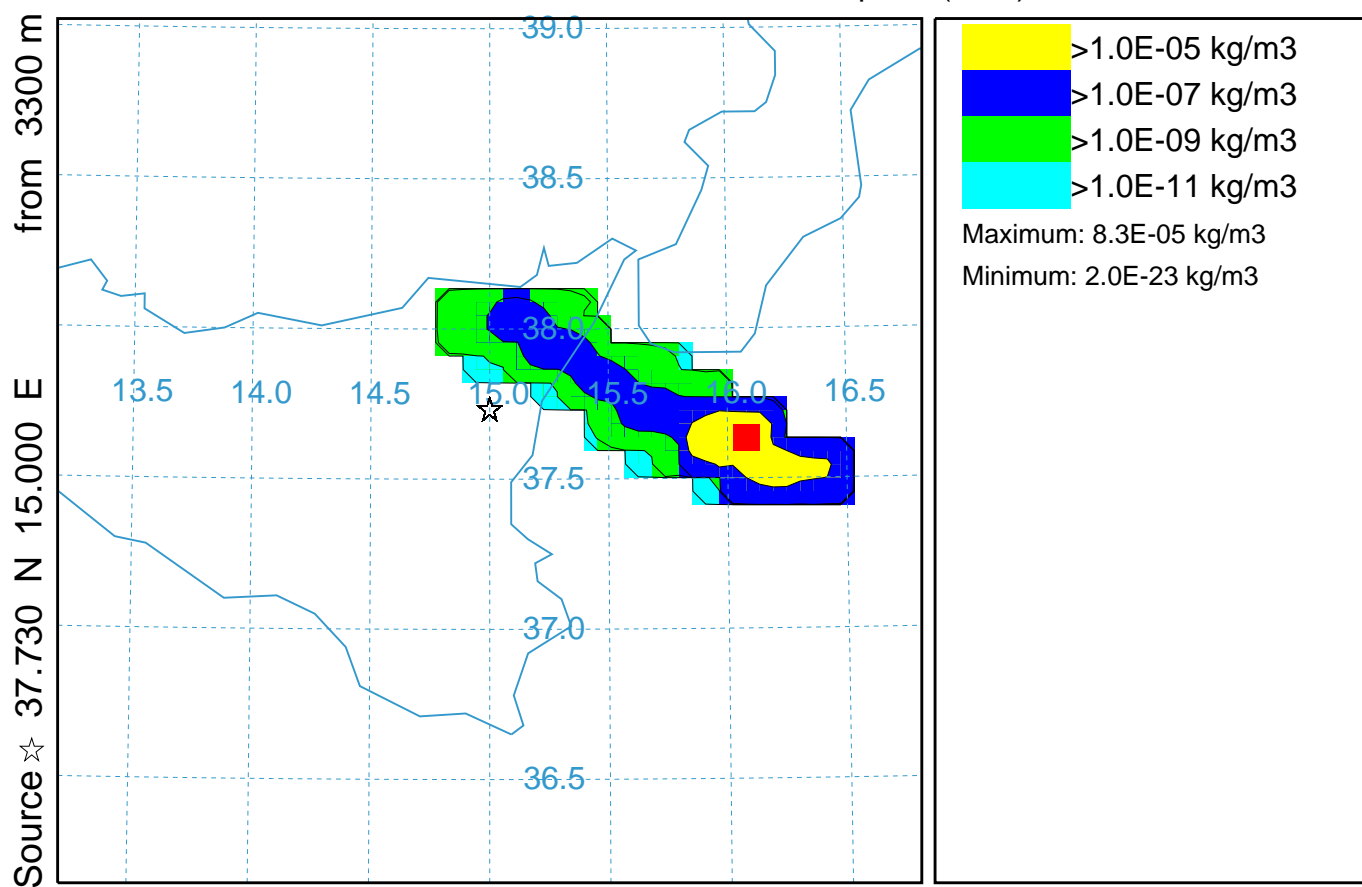 39.0
>1.0E-05 kg/m3
>1.0E-07 kg/m3
>1.0E-09 kg/m3
>1.0E-11 kg/m3
Maximum: 8.3E-05 kg/m3
Minimum: 2.0E-23 kg/m3
38.5
38.0
13.5 14.0 14.5 15.0 15.5 16.0 16.5
37.5
37.0
36.5
Source ☆ 37.730 N 15.000 E from 3300 m